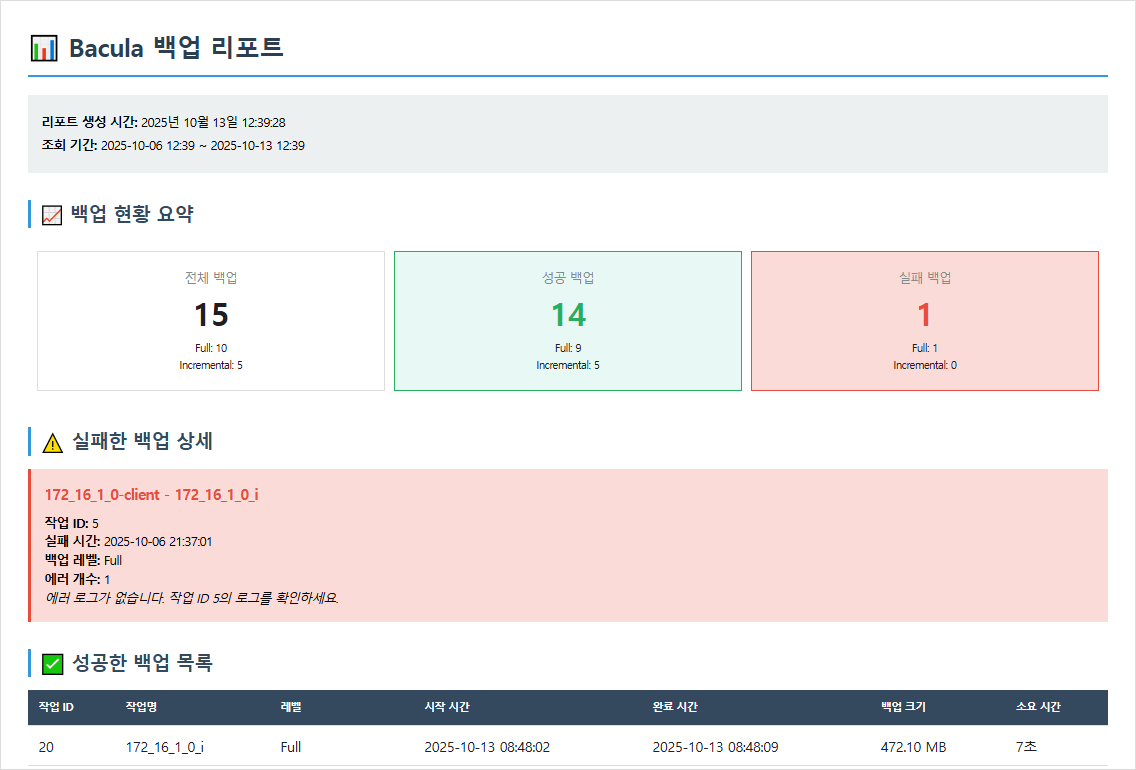 Bacula 백업 리포트
리포트 생성 시간: 2025년 10월 13일 12:39:28
조회 기간: 2025-10-06 12:39 ~ 2025-10-13 12:39
백업 현황 요약
전체 백업
15
Full: 10
Incremental: 5
성공 백업
14
Full: 9
Incremental: 5
실패 백업
1
Full: 1
Incremental: 0
실패한 백업 상세
172_16_1_0-client - 172_16_1_0_i
작업 ID: 5
실패 시간: 2025-10-06 21:37:01
백업 레벨: Full
에러 개수: 1
에러 로그가 없습니다. 작업 ID 5의 로그를 확인하세요.
성공한 백업 목록
작업 ID 작업명 레벨 시작 시간 완료 시간 백업 크기 소요 시간
20 172_16_1_0_i Full 2025-10-13 08:48:02 2025-10-13 08:48:09 472.10 MB 7초